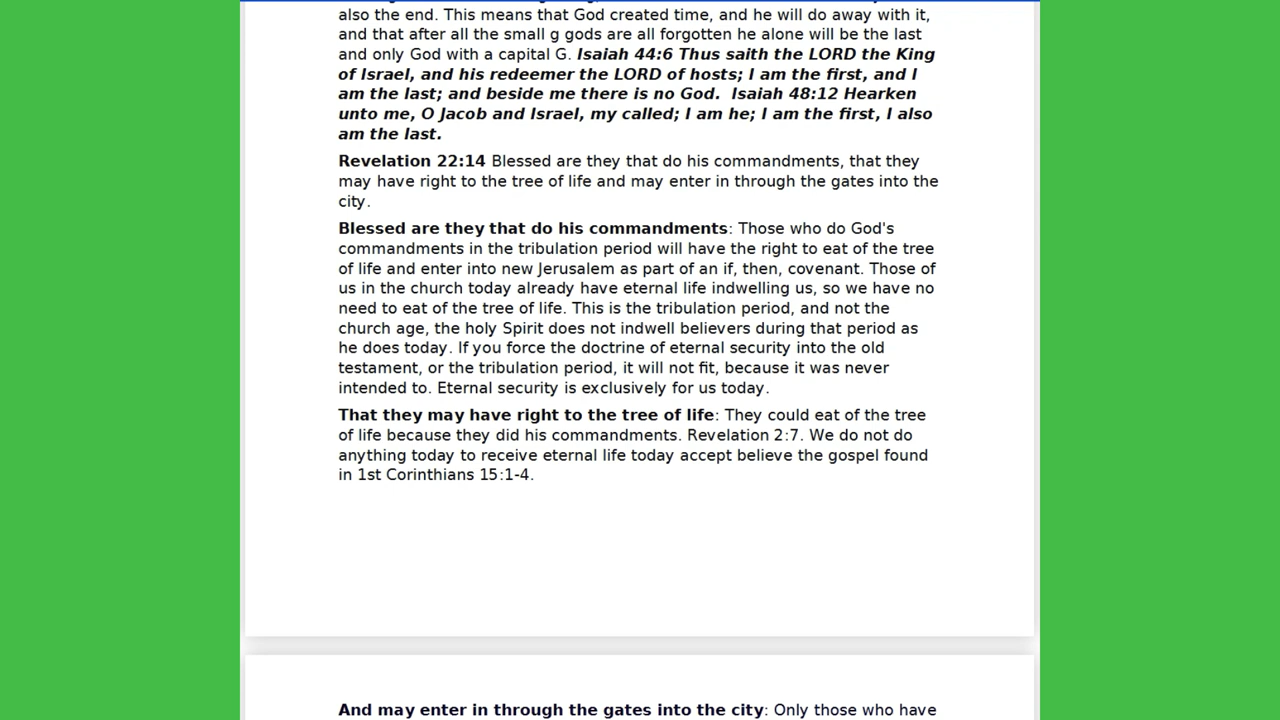 also the end. This means that God created time, and he will do away with it,
and that after all the small g gods are all forgotten he alone will be the last
and only God with a capital G. Isaiah 44:6 Thus saith the LORD the King
of Israel, and his redeemer the LORD of hosts; I am the first, and I
am the last; and beside me there is no God.  Isaiah 48:12 Hearken
unto me, O Jacob and Israel, my called; I am he; I am the first, I also
am the last.
Revelation 22:14 Blessed are they that do his commandments, that they
may have right to the tree of life and may enter in through the gates into the
city.
Blessed are they that do his commandments: Those who do God's
commandments in the tribulation period will have the right to eat of the tree
of life and enter into new Jerusalem as part of an if, then, covenant. Those of
us in the church today already have eternal life indwelling us, so we have no
need to eat of the tree of life. This is the tribulation period, and not the
church age, the holy Spirit does not indwell believers during that period as
he does today. If you force the doctrine of eternal security into the old
testament, or the tribulation period, it will not fit, because it was never
intended to. Eternal security is exclusively for us today.
That they may have right to the tree of life: They could eat of the tree
of life because they did his commandments. Revelation 2:7. We do not do
anything today to receive eternal life today accept believe the gospel found
in 1st Corinthians 15:1-4.
And may enter in through the gates into the city: Only those who have